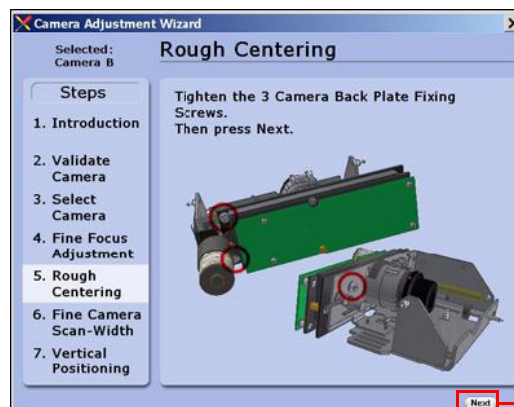 Camera Adjustment Wizard
Selected:
Camera B
Rough Centering
Steps
1. Introduction
2. Validate
Camera
3. Select
Camera
4. Fine Focus
Adjustment
5. Rough
Centering
6. Fine Camera
Scan-Width
7. Vertical
Positioning
Tighten the 3 Camera Back Plate Fixing
Screws.
Then press Next.
Next